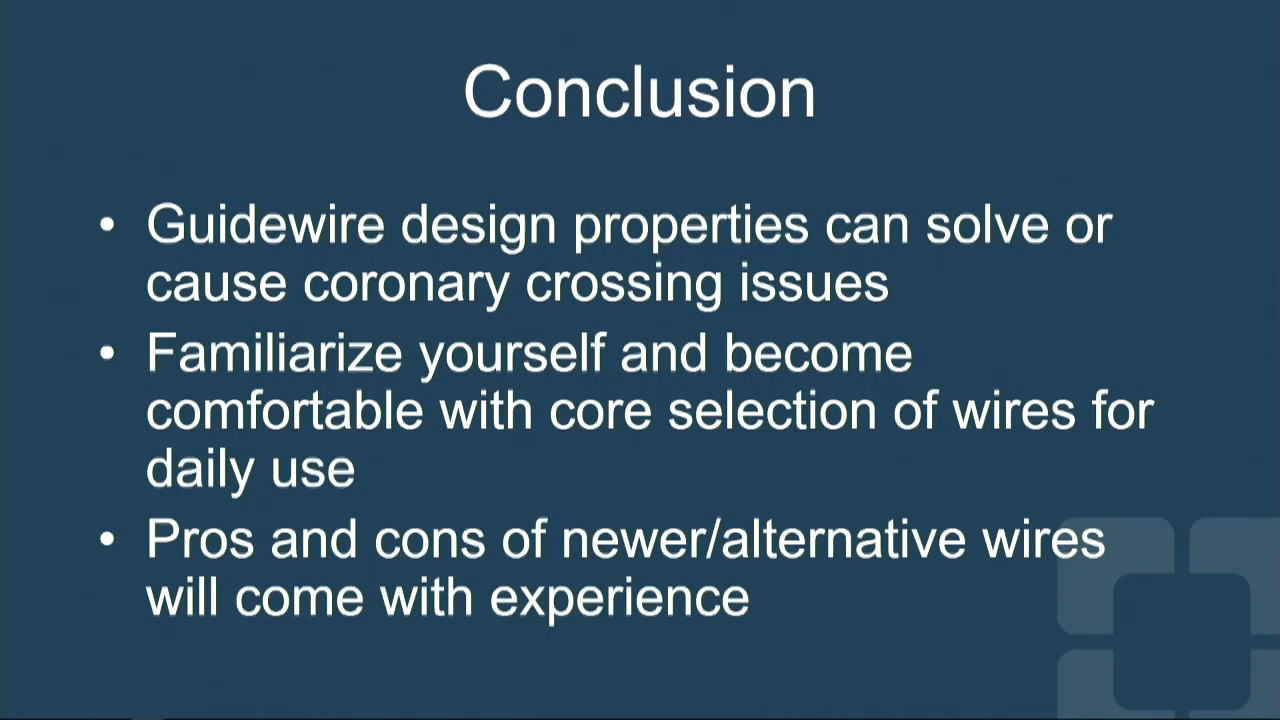 Conclusion
• Guidewire design properties can solve or
cause coronary crossing issues
• Familiarize yourself and become
comfortable with core selection of wires for
daily use
• Pros and cons of newer/alternative wires
will come with experience